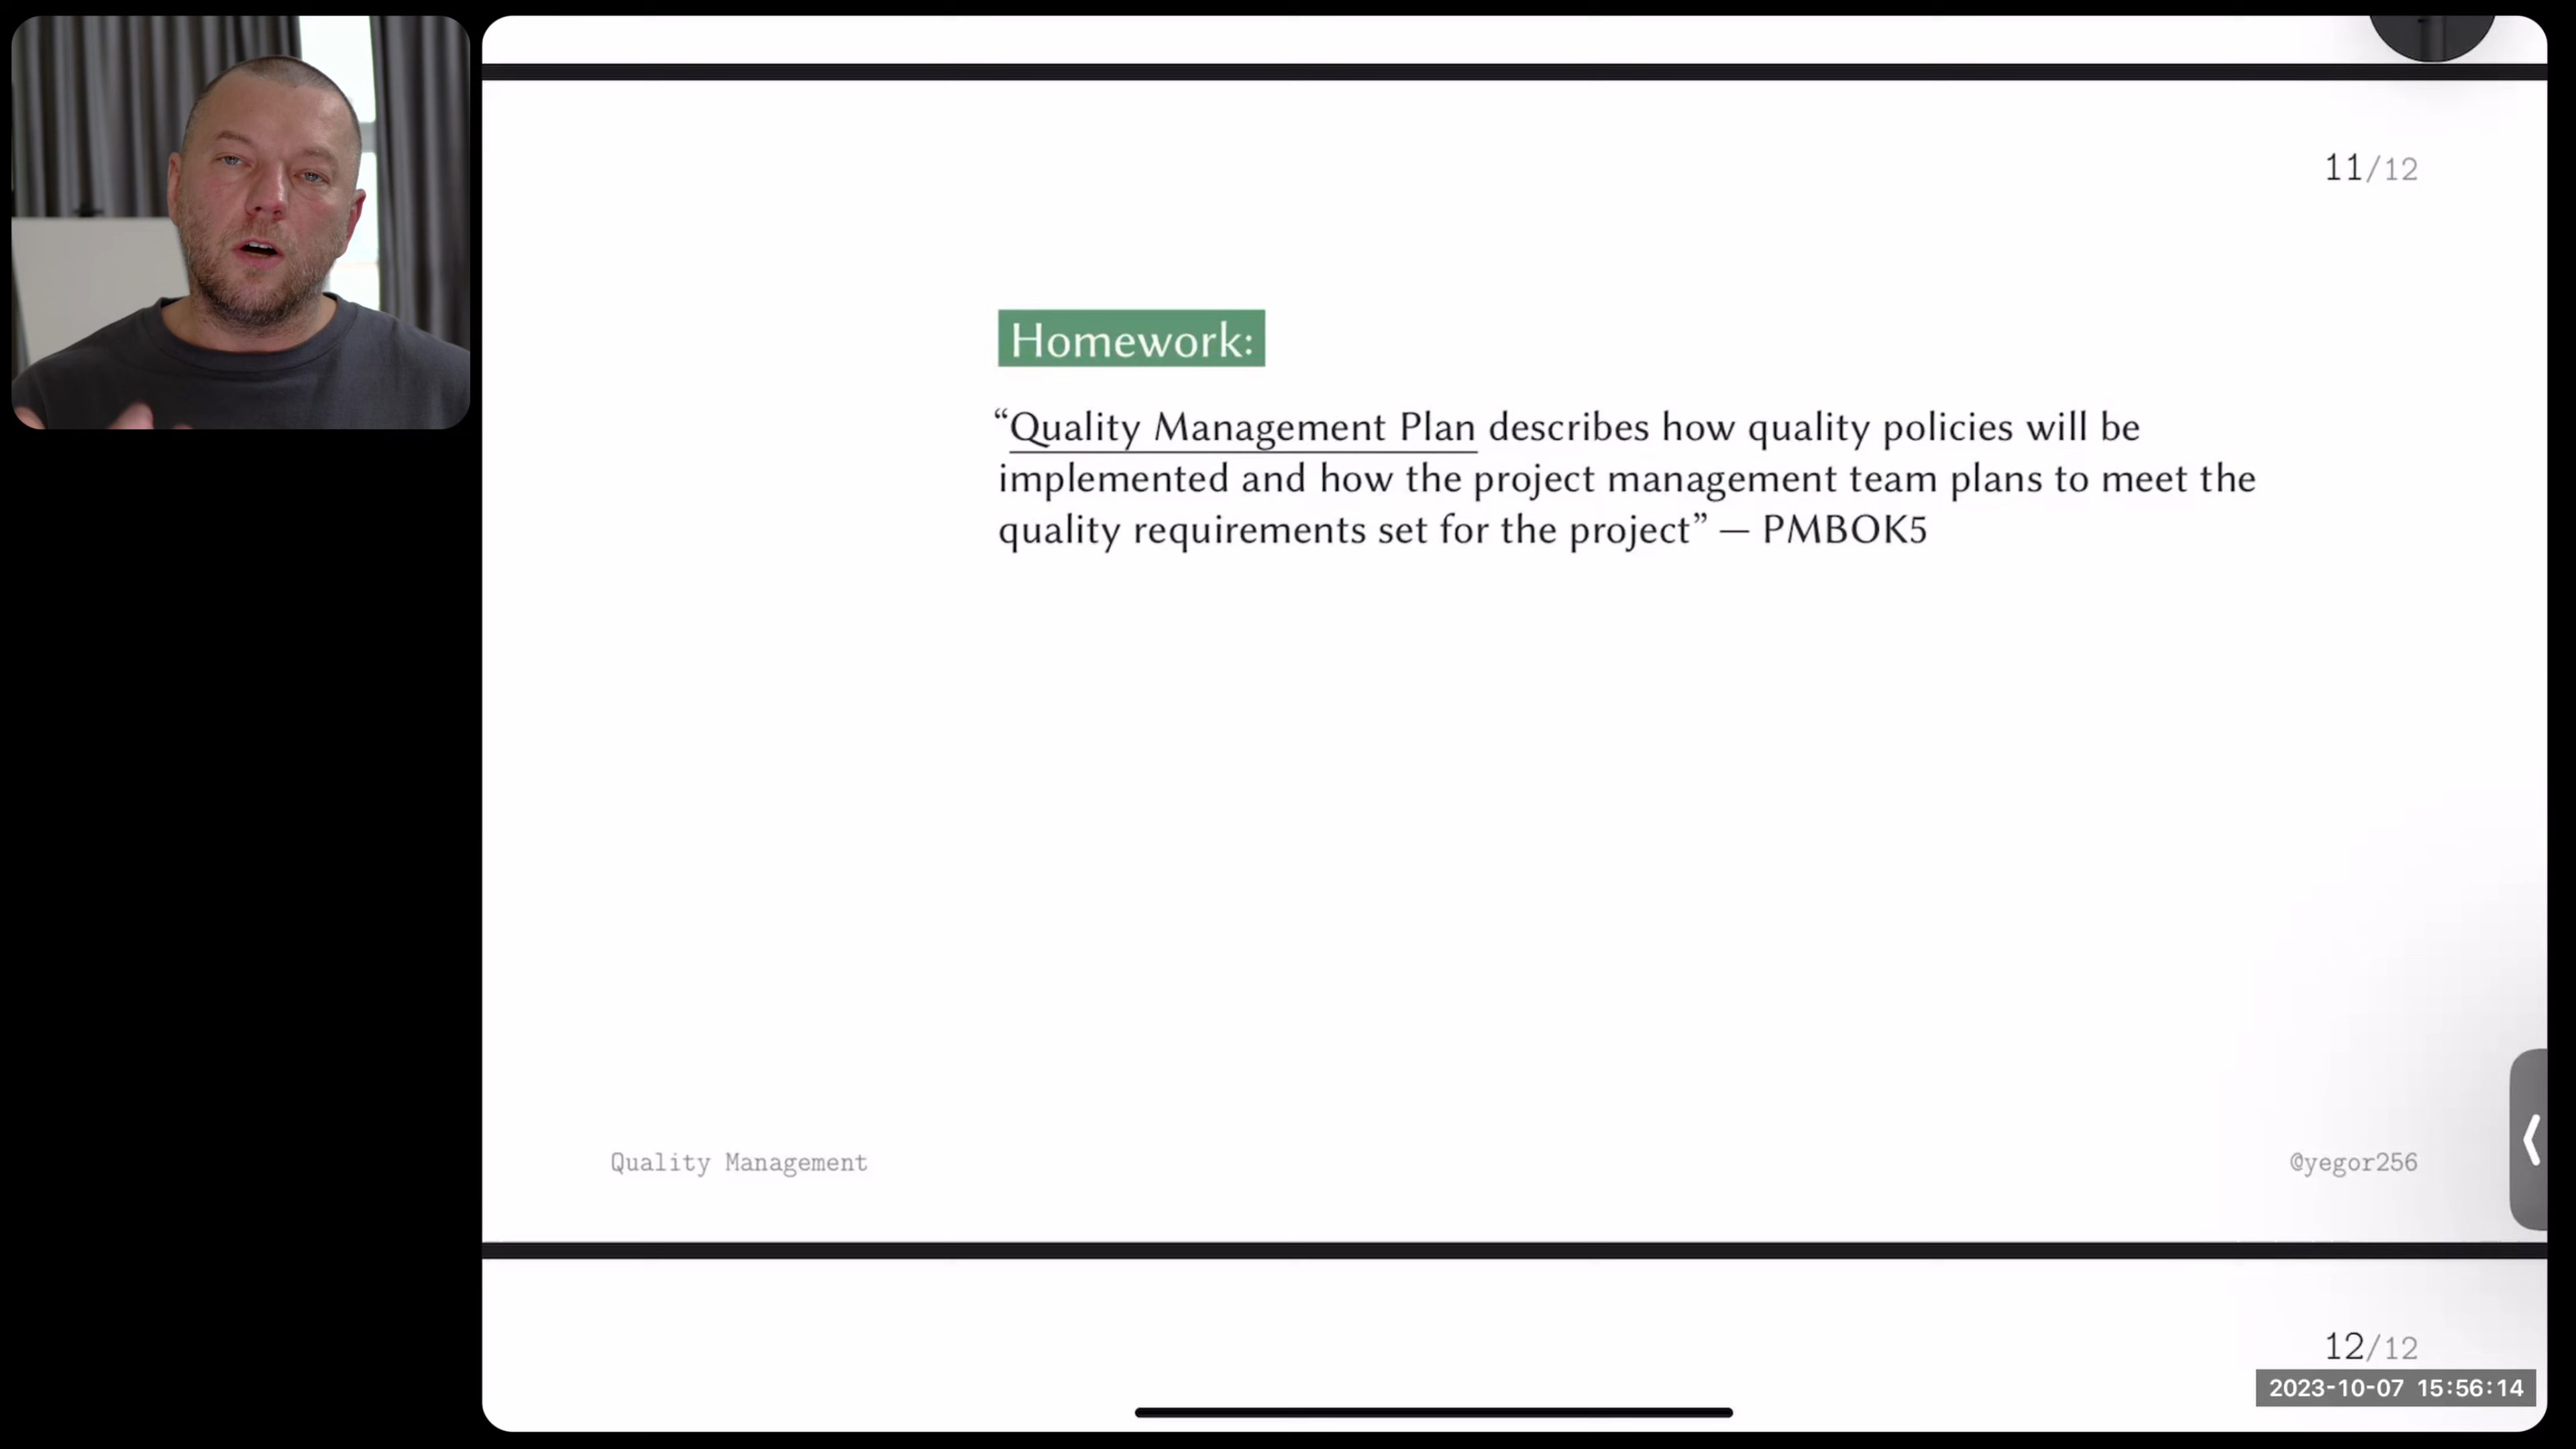 11/12
Homework:
“Quality Management Plan describes how quality policies will be
implemented and how the project management team plans to meet the
quality requirements set for the project” — PMBOK5
Quality Management
@yegor256
12/12
2023-10-07 15:56:14